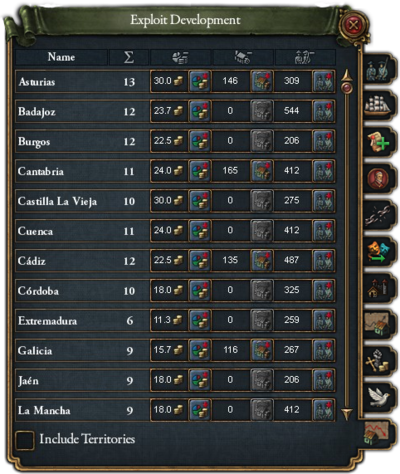 Exploit Development
Name Σ
Asturias 13 30.0 146 309
Badajoz 12 23.7 0 544
Burgos 12 22.5 0 206
Cantabria 11 24.0 165 412
Castilla La Vieja 10 30.0 0 275
Cuenca 11 24.0 0 412
Cádiz 12 22.5 135 487
Córdoba 10 18.0 0 325
Extremadura 6 11.3 0 259
Galicia 9 15.7 116 267
Jaén 9 18.0 0 206
La Mancha 9 18.0 0 412
Include Territories